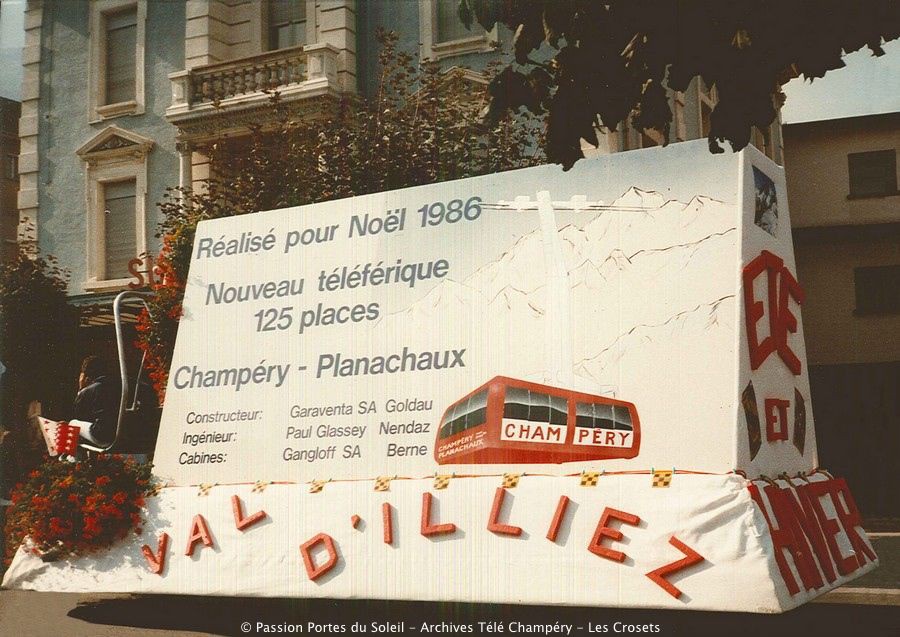 Réalisé pour Noël 1986
Nouveau téléférique
125 places
Champéry - Planachaux
Constructeur: Garaventa SA Goldau
Ingénieur: Paul Glassey Nendaz
Cabines: Gangloff SA Berne
CHAMPÉRY
PLANACHAUX
CHAM PÉRY
VAL D'ILLIEZ
ETE
ET
HIVER
© Passion Portes du Soleil - Archives Télé Champéry - Les Crosets